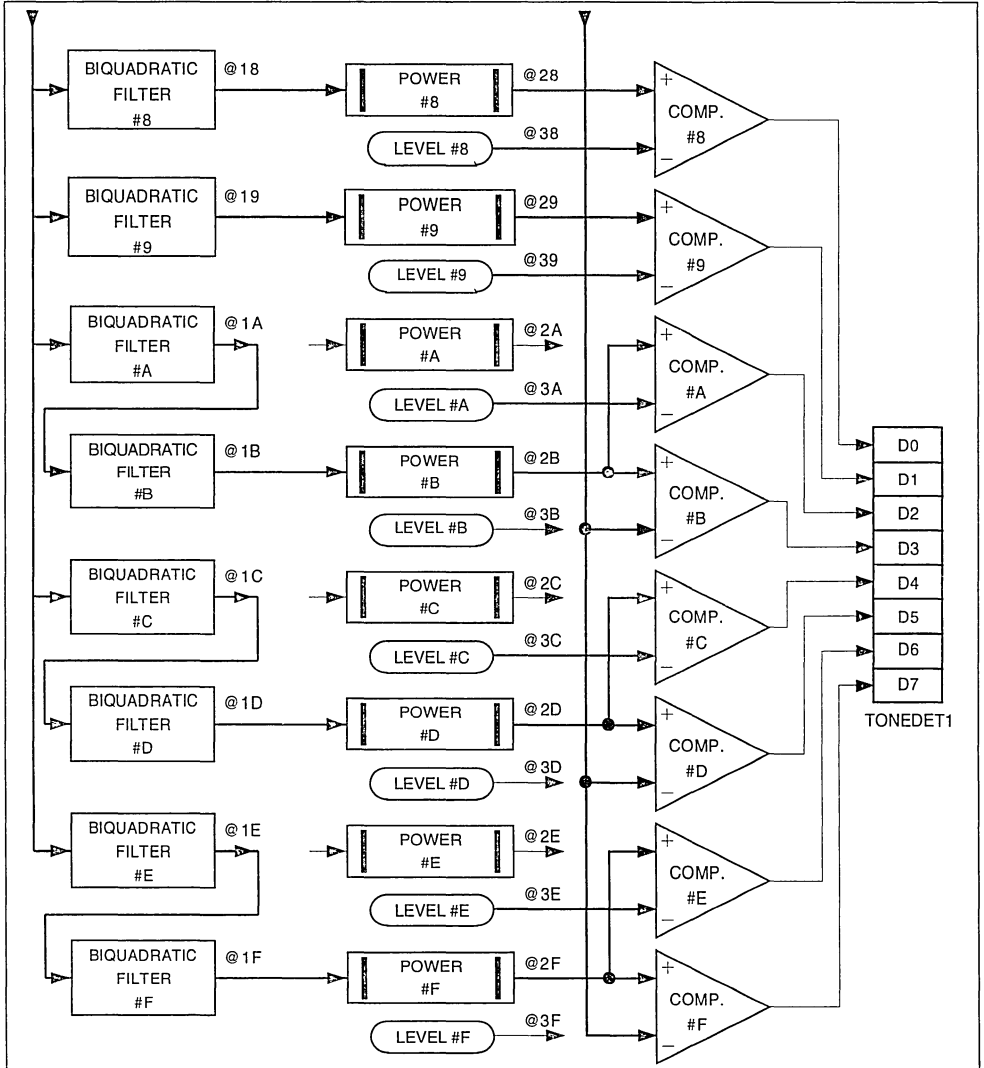 BIQUADRATIC
FILTER
#8
@18
POWER
#8
@28
+
COMP.
#8
−
LEVEL #8
@38
BIQUADRATIC
FILTER
#9
@19
POWER
#9
@29
+
COMP.
#9
−
LEVEL #9
@39
BIQUADRATIC
FILTER
#A
@1A
POWER
#A
@2A
+
COMP.
#A
−
LEVEL #A
@3A
BIQUADRATIC
FILTER
#B
@1B
POWER
#B
@2B
+
COMP.
#B
−
LEVEL #B
@3B
BIQUADRATIC
FILTER
#C
@1C
POWER
#C
@2C
+
COMP.
#C
−
LEVEL #C
@3C
BIQUADRATIC
FILTER
#D
@1D
POWER
#D
@2D
+
COMP.
#D
−
LEVEL #D
@3D
BIQUADRATIC
FILTER
#E
@1E
POWER
#E
@2E
+
COMP.
#E
−
LEVEL #E
@3E
BIQUADRATIC
FILTER
#F
@1F
POWER
#F
@2F
+
COMP.
#F
−
LEVEL #F
@3F
D0
D1
D2
D3
D4
D5
D6
D7
TONEDET1